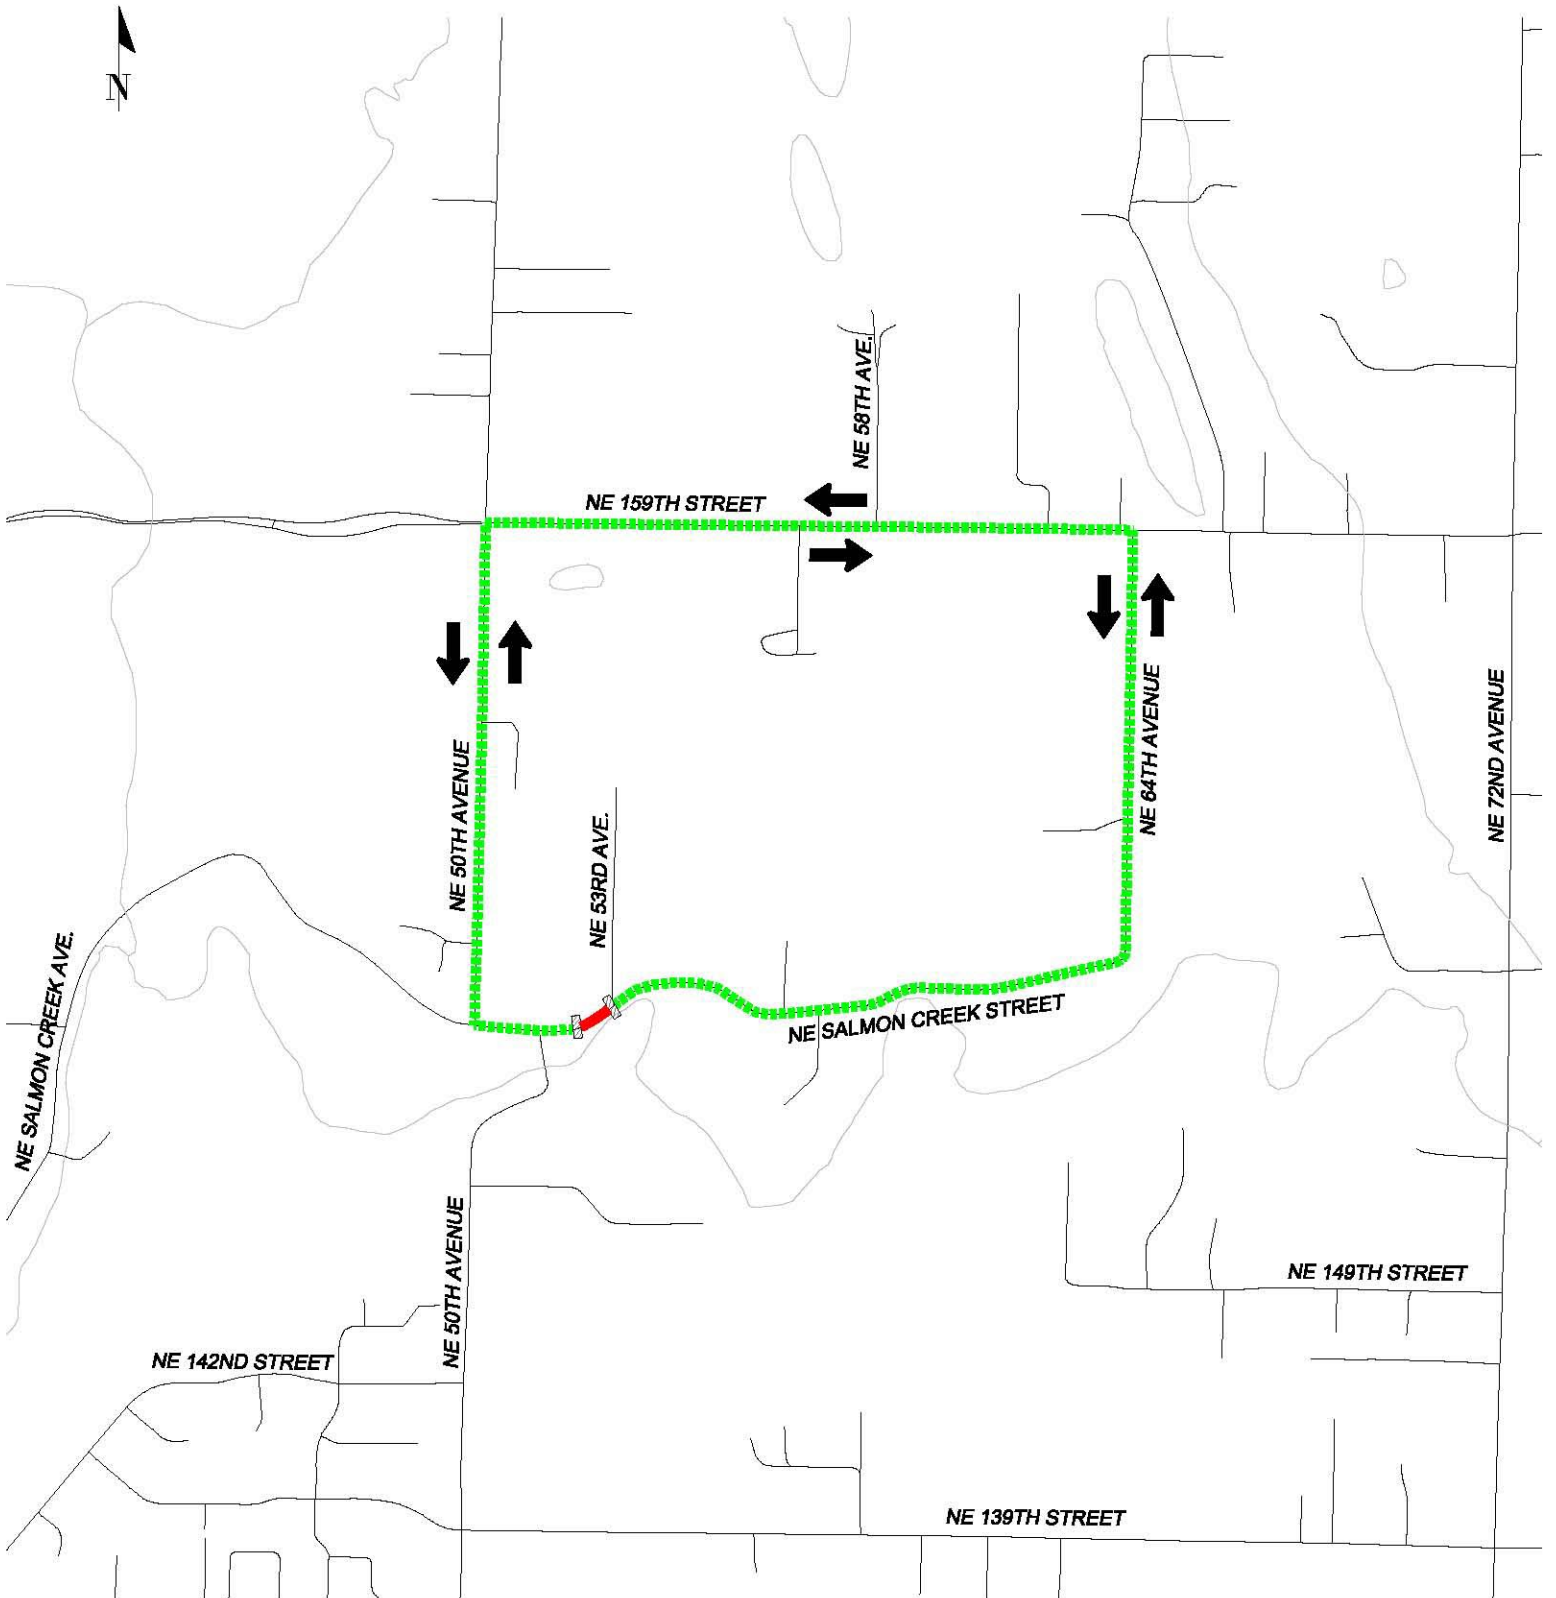 N
NE 58TH AVE.
NE 159TH STREET
NE 64TH AVENUE
NE 72ND AVENUE
NE 50TH AVENUE
NE 53RD AVE.
NE SALMON CREEK AVE.
NE SALMON CREEK STREET
NE 50TH AVENUE
NE 149TH STREET
NE 142ND STREET
NE 139TH STREET